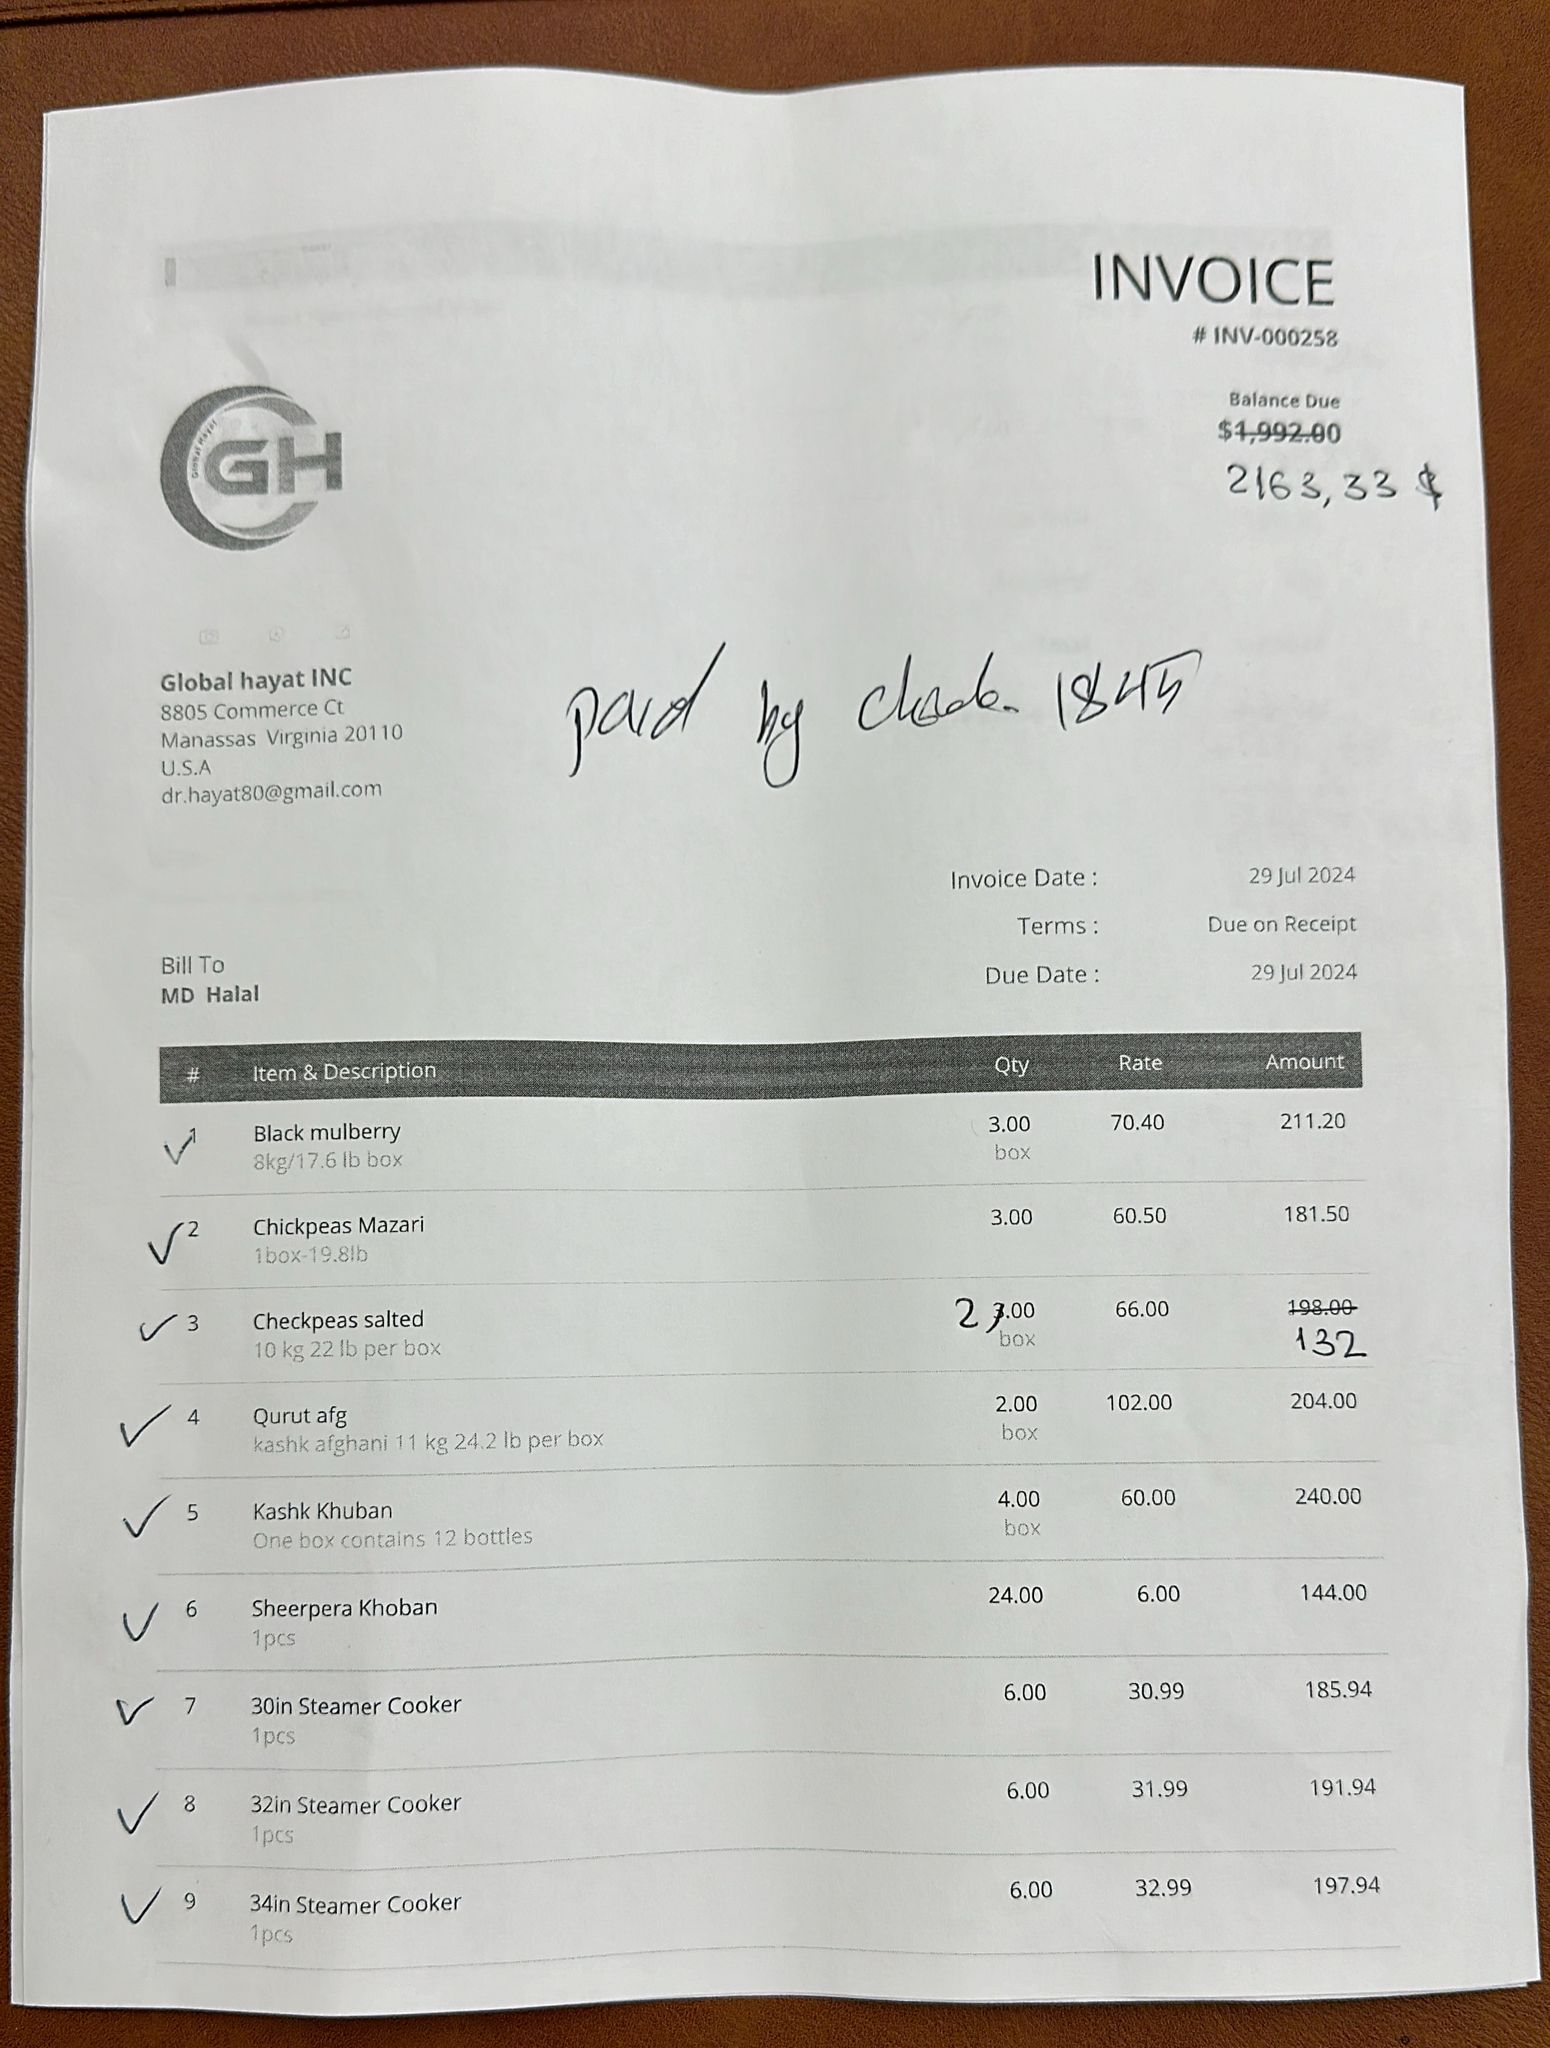 INVOICE
# INV-000258
Balance Due
$1,992.00
2163,33 $
Global Hayat
GH
paid by check 1845
Global hayat INC
8805 Commerce Ct
Manassas Virginia 20110
U.S.A
dr.hayat80@gmail.com
Invoice Date : 29 Jul 2024
Terms : Due on Receipt
Due Date : 29 Jul 2024
Bill To
MD Halal
# Item & Description Qty Rate Amount
1 Black mulberry 3.00 70.40 211.20
8kg/17.6 lb box box
2 Chickpeas Mazari 3.00 60.50 181.50
1box-19.8lb
3 Checkpeas salted 2 3.00 66.00 198.00
10 kg 22 lb per box box 132
4 Qurut afg 2.00 102.00 204.00
kashk afghani 11 kg 24.2 lb per box box
5 Kashk Khuban 4.00 60.00 240.00
One box contains 12 bottles box
6 Sheerpera Khoban 24.00 6.00 144.00
1pcs
7 30in Steamer Cooker 6.00 30.99 185.94
1pcs
8 32in Steamer Cooker 6.00 31.99 191.94
1pcs
9 34in Steamer Cooker 6.00 32.99 197.94
1pcs